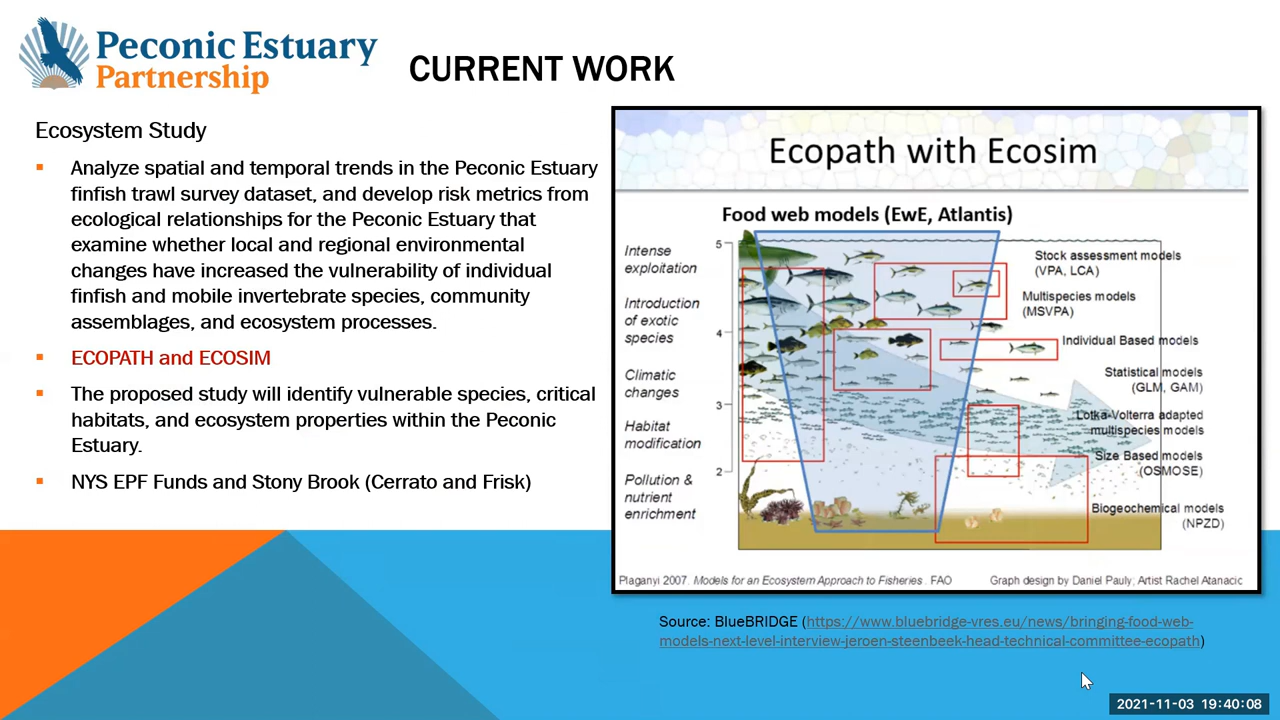 Peconic Estuary
Partnership
CURRENT WORK
Ecosystem Study
Analyze spatial and temporal trends in the Peconic Estuary
finfish trawl survey dataset, and develop risk metrics from
ecological relationships for the Peconic Estuary that
examine whether local and regional environmental
changes have increased the vulnerability of individual
finfish and mobile invertebrate species, community
assemblages, and ecosystem processes.
ECOPATH and ECOSIM
The proposed study will identify vulnerable species, critical
habitats, and ecosystem properties within the Peconic
Estuary.
NYS EPF Funds and Stony Brook (Cerrato and Frisk)
Ecopath with Ecosim
Food web models (EwE, Atlantis)
Intense
exploitation
Introduction
of exotic
species
Climatic
changes
Habitat
modification
Pollution &
nutrient
enrichment
5
4
3
2
Stock assessment models
(VPA, LCA)
Multispecies models
(MSVPA)
Individual Based models
Statistical models
(GLM, GAM)
Lotka-Volterra adapted
multispecies models
Size Based models
(OSMOSE)
Biogeochemical models
(NPZD)
Plaganyi 2007. Models for an Ecosystem Approach to Fisheries. FAO
Graph design by Daniel Pauly; Artist Rachel Atanacic
Source: BlueBRIDGE (https://www.bluebridge-vres.eu/news/bringing-food-web-
models-next-level-interview-jeroen-steenbeek-head-technical-committee-ecopath)
2021-11-03 19:40:08